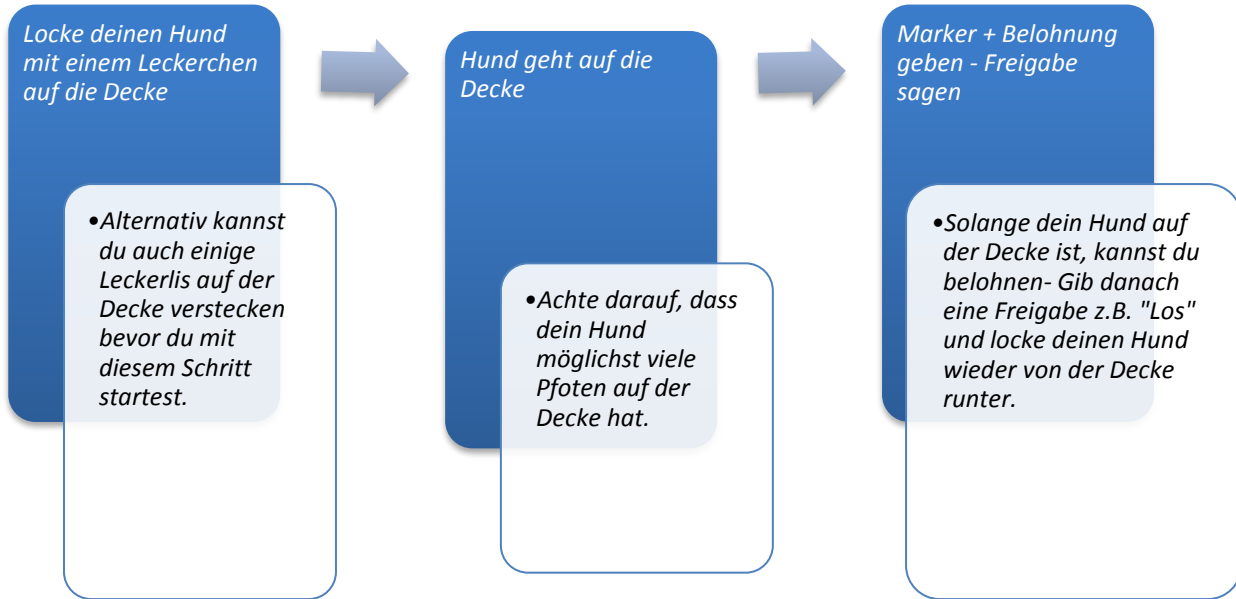 Locke deinen Hund
mit einem Leckerchen
auf die Decke
•Alternativ kannst
du auch einige
Leckerlis auf der
Decke verstecken
bevor du mit
diesem Schritt
startest.
Hund geht auf die
Decke
•Achte darauf, dass
dein Hund
möglichst viele
Pfoten auf der
Decke hat.
Marker + Belohnung
geben - Freigabe
sagen
•Solange dein Hund auf
der Decke ist, kannst du
belohnen- Gib danach
eine Freigabe z.B. "Los"
und locke deinen Hund
wieder von der Decke
runter.